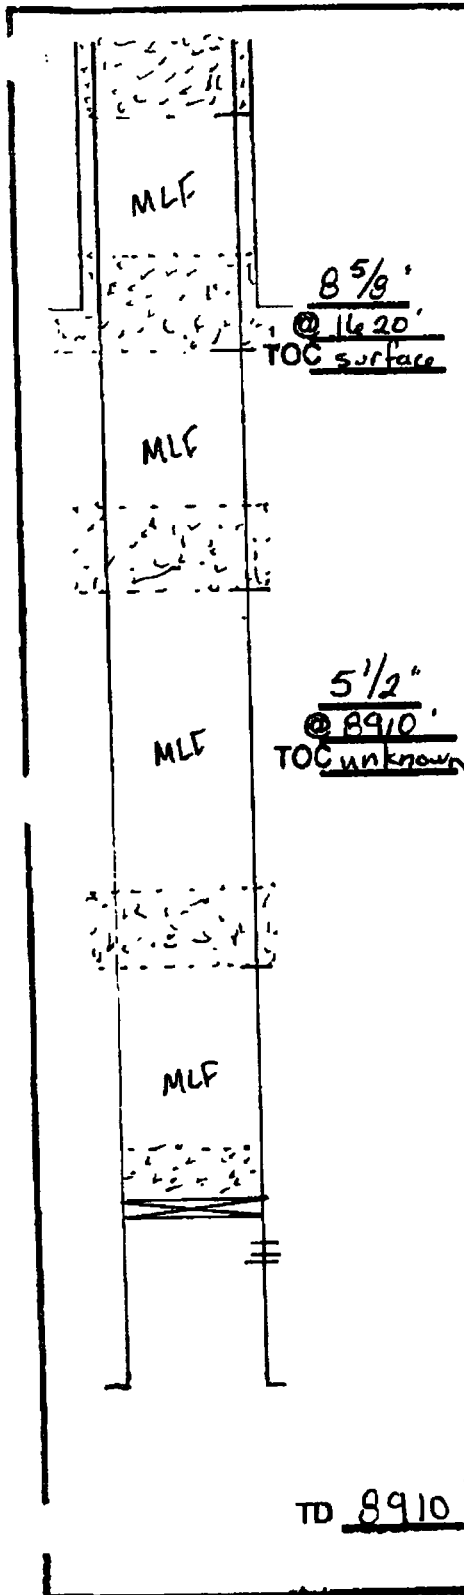 MLF
8 5/8"
@ 1620'
TOC surface
MLF
5 1/2"
@ 8910'
TOC unknown
MLF
MLF
TD 8910